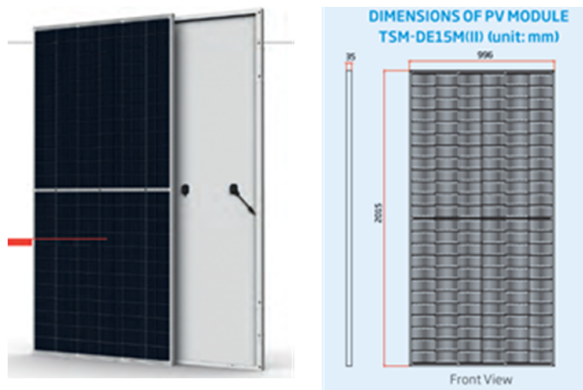 DIMENSIONS OF PV MODULE
TSM-DE15M(II) (unit: mm)
35
996
2015
Front View